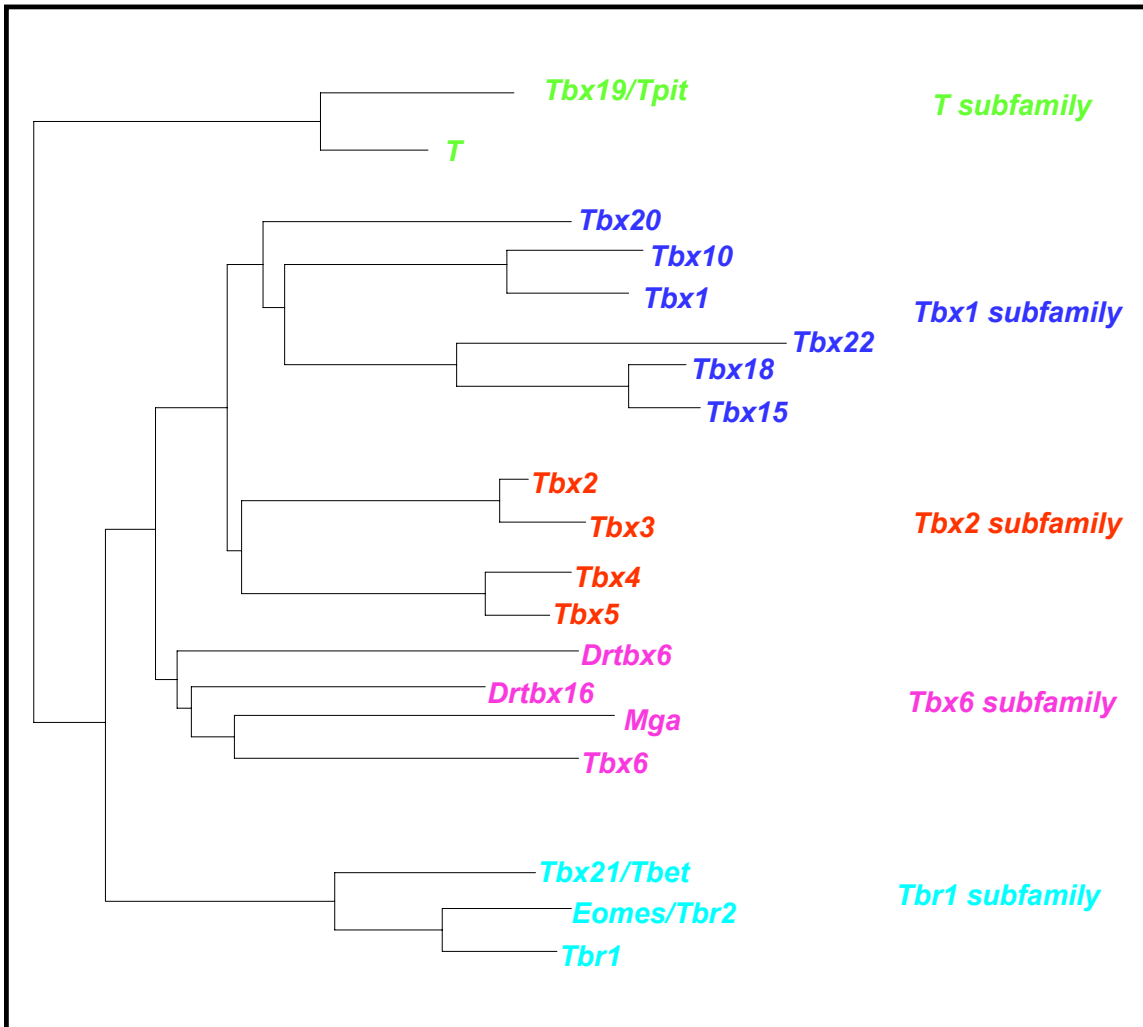 Tbx19/Tpit
T subfamily
T
Tbx20
Tbx10
Tbx1
Tbx1 subfamily
Tbx22
Tbx18
Tbx15
Tbx2
Tbx3
Tbx2 subfamily
Tbx4
Tbx5
Drtbx6
Drtbx16
Tbx6 subfamily
Mga
Tbx6
Tbx21/Tbet
Tbr1 subfamily
Eomes/Tbr2
Tbr1